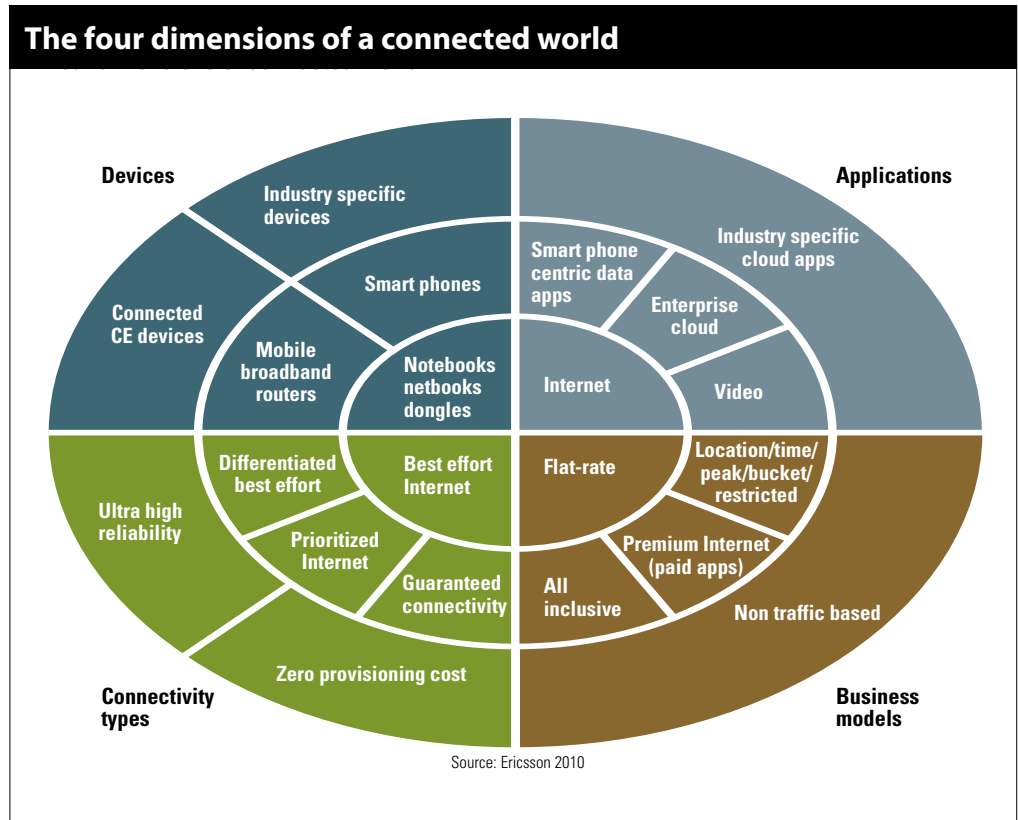 The four dimensions of a connected world
Devices
Industry specific
devices
Smart phones
Connected
CE devices
Mobile
broadband
routers
Notebooks
netbooks
dongles
Applications
Industry specific
cloud apps
Smart phone
centric data
apps
Enterprise
cloud
Internet
Video
Differentiated
best effort
Best effort
Internet
Ultra high
reliability
Prioritized
Internet
Guaranteed
connectivity
Zero provisioning cost
Connectivity
types
Flat-rate
Location/time/
peak/bucket/
restricted
Premium Internet
(paid apps)
All
inclusive
Non traffic based
Business
models
Source: Ericsson 2010